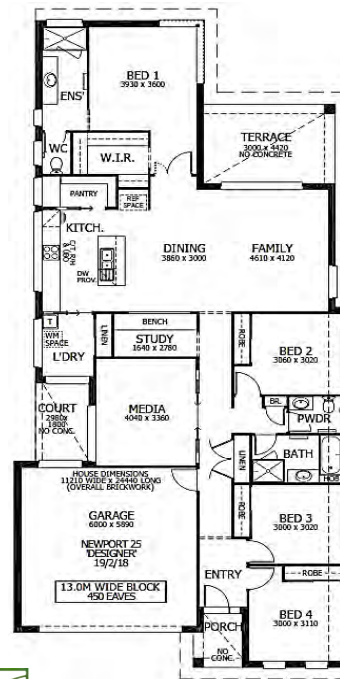 BED 1
3930 x 3600
ENS'
WC
W.I.R.
TERRACE
3000 x 4420
NO CONCRETE
PANTRY
REF
SPACE
KITCH.
DW
PROV.
DINING
3860 x 3000
FAMILY
4610 x 4120
T
WM
SPACE
L'DRY
LINEN
BENCH
STUDY
1640 x 2780
ROBE
BED 2
3060 x 3020
COURT
2980x
1800
NO CONC.
MEDIA
4040 x 3360
BR.
PWDR
LINEN
BATH
HOB
HOUSE DIMENSIONS
11210 WIDE x 24440 LONG
(OVERALL BRICKWORK)
GARAGE
6000 x 5890
NEWPORT 25
'DESIGNER'
19/2/18
13.0M WIDE BLOCK
450 EAVES
ROBE
BED 3
3000 x 3020
ENTRY
ROBE
BED 4
3000 x 3110
PORCH
NO
CONC.